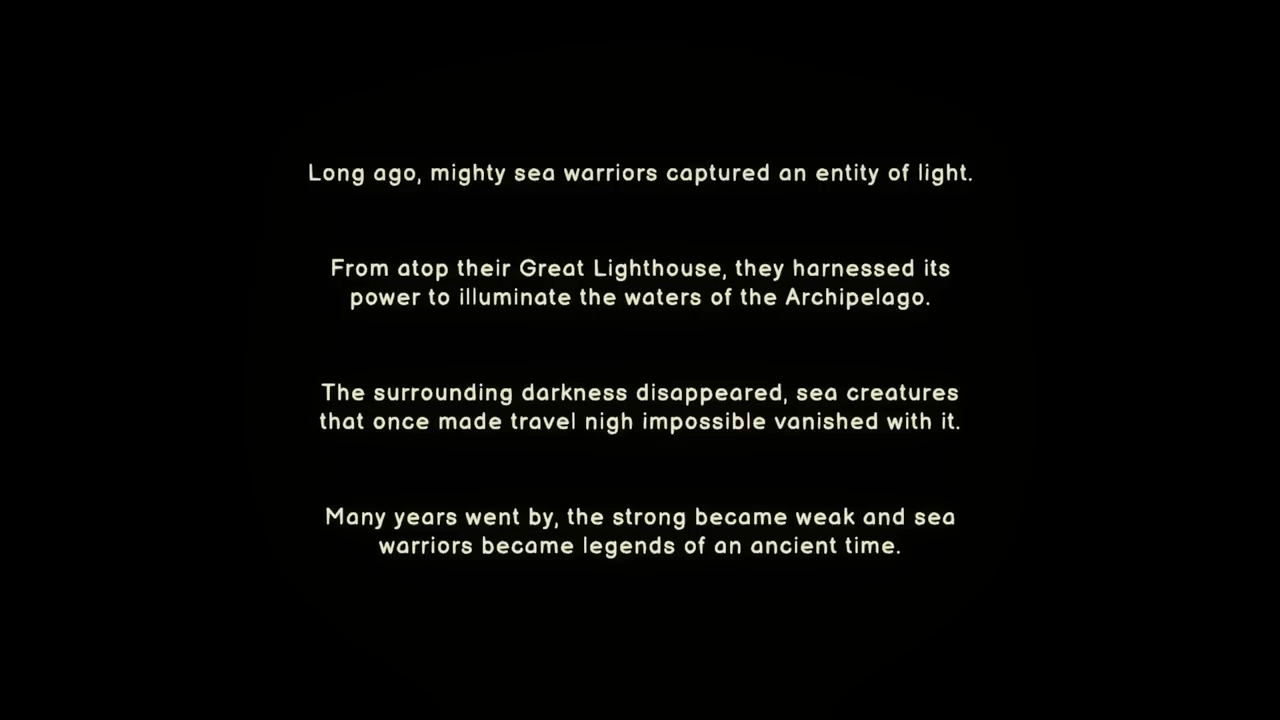 Long ago, mighty sea warriors captured an entity of light.
From atop their Great Lighthouse, they harnessed its
power to illuminate the waters of the Archipelago.
The surrounding darkness disappeared, sea creatures
that once made travel nigh impossible vanished with it.
Many years went by, the strong became weak and sea
warriors became legends of an ancient time.